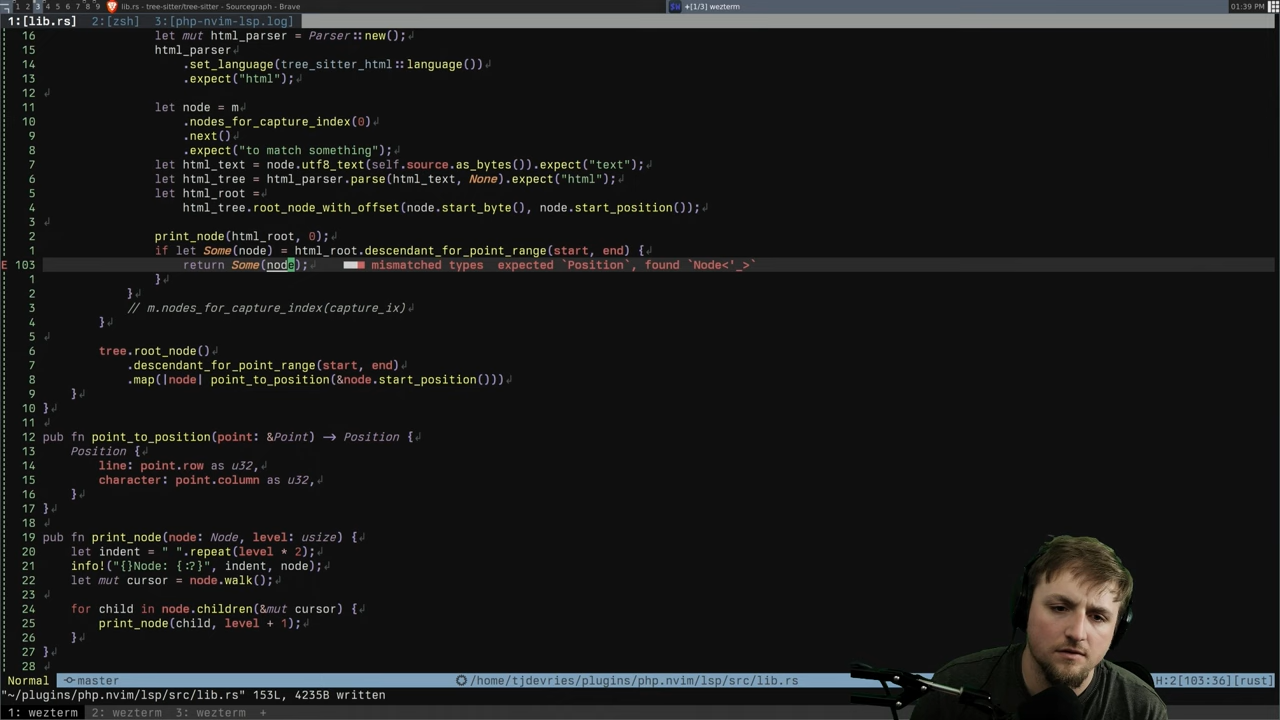 1 2 3 4 5 6 7 8 9 lib.rs - tree-sitter/tree-sitter - Sourcegraph - Brave +[1/3] wezterm 01:39 PM
1:[lib.rs] 2:[zsh] 3:[php-nvim-lsp.log]
16 let mut html_parser = Parser::new();
15 html_parser
14 .set_language(tree_sitter_html::language())
13 .expect("html");
12
11 let node = m
10 .nodes_for_capture_index(0)
9 .next()
8 .expect("to match something");
7 let html_text = node.utf8_text(self.source.as_bytes()).expect("text");
6 let html_tree = html_parser.parse(html_text, None).expect("html");
5 let html_root =
4 html_tree.root_node_with_offset(node.start_byte(), node.start_position());
3
2 print_node(html_root, 0);
1 if let Some(node) = html_root.descendant_for_point_range(start, end) {
E 103 return Some(node); mismatched types expected `Position`, found `Node<'_>`
1 }
2 }
3 // m.nodes_for_capture_index(capture_ix)
4 }
5
6 tree.root_node()
7 .descendant_for_point_range(start, end)
8 .map(|node| point_to_position(&node.start_position()))
9 }
10 }
11
12 pub fn point_to_position(point: &Point) -> Position {
13 Position {
14 line: point.row as u32,
15 character: point.column as u32,
16 }
17 }
18
19 pub fn print_node(node: Node, level: usize) {
20 let indent = " ".repeat(level * 2);
21 info!("{}Node: {:?}", indent, node);
22 let mut cursor = node.walk();
23
24 for child in node.children(&mut cursor) {
25 print_node(child, level + 1);
26 }
27 }
28
Normal master /home/tjdevries/plugins/php.nvim/lsp/src/lib.rs H:2[103:36][rust]
"~/plugins/php.nvim/lsp/src/lib.rs" 153L, 4235B written
1: wezterm 2: wezterm 3: wezterm +